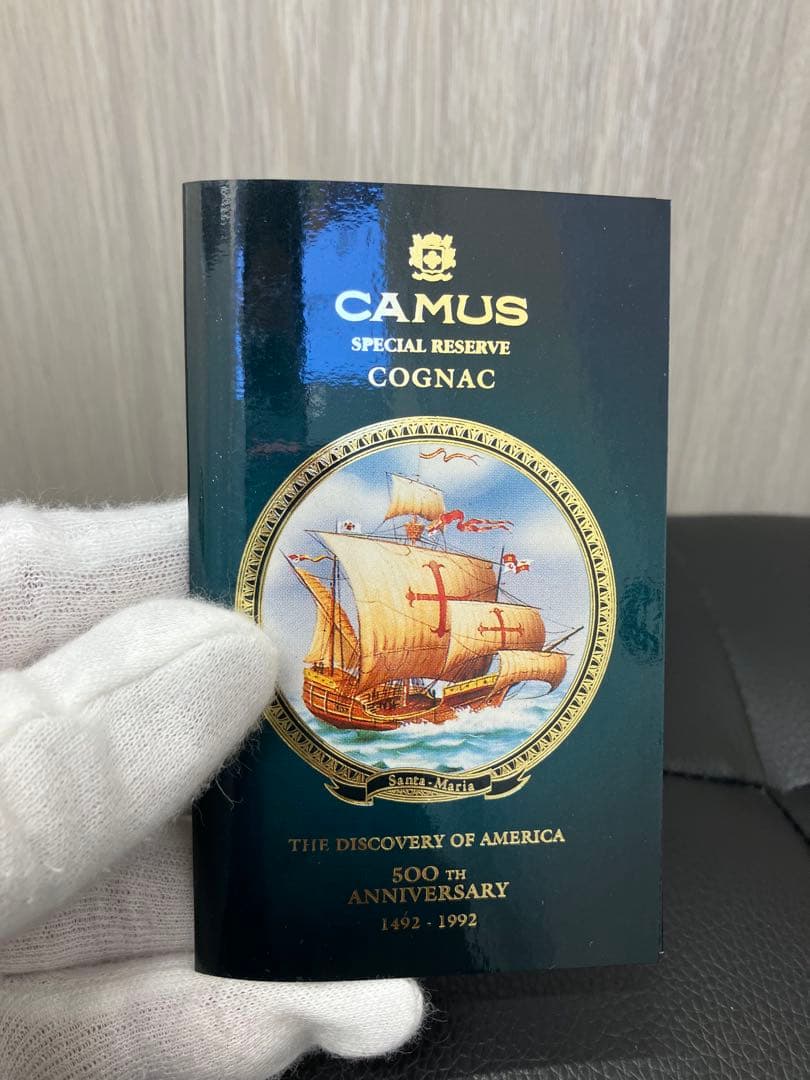 CAMUS
SPECIAL RESERVE
COGNAC
Santa-Maria
THE DISCOVERY OF AMERICA
500 TH
ANNIVERSARY
1492 - 1992